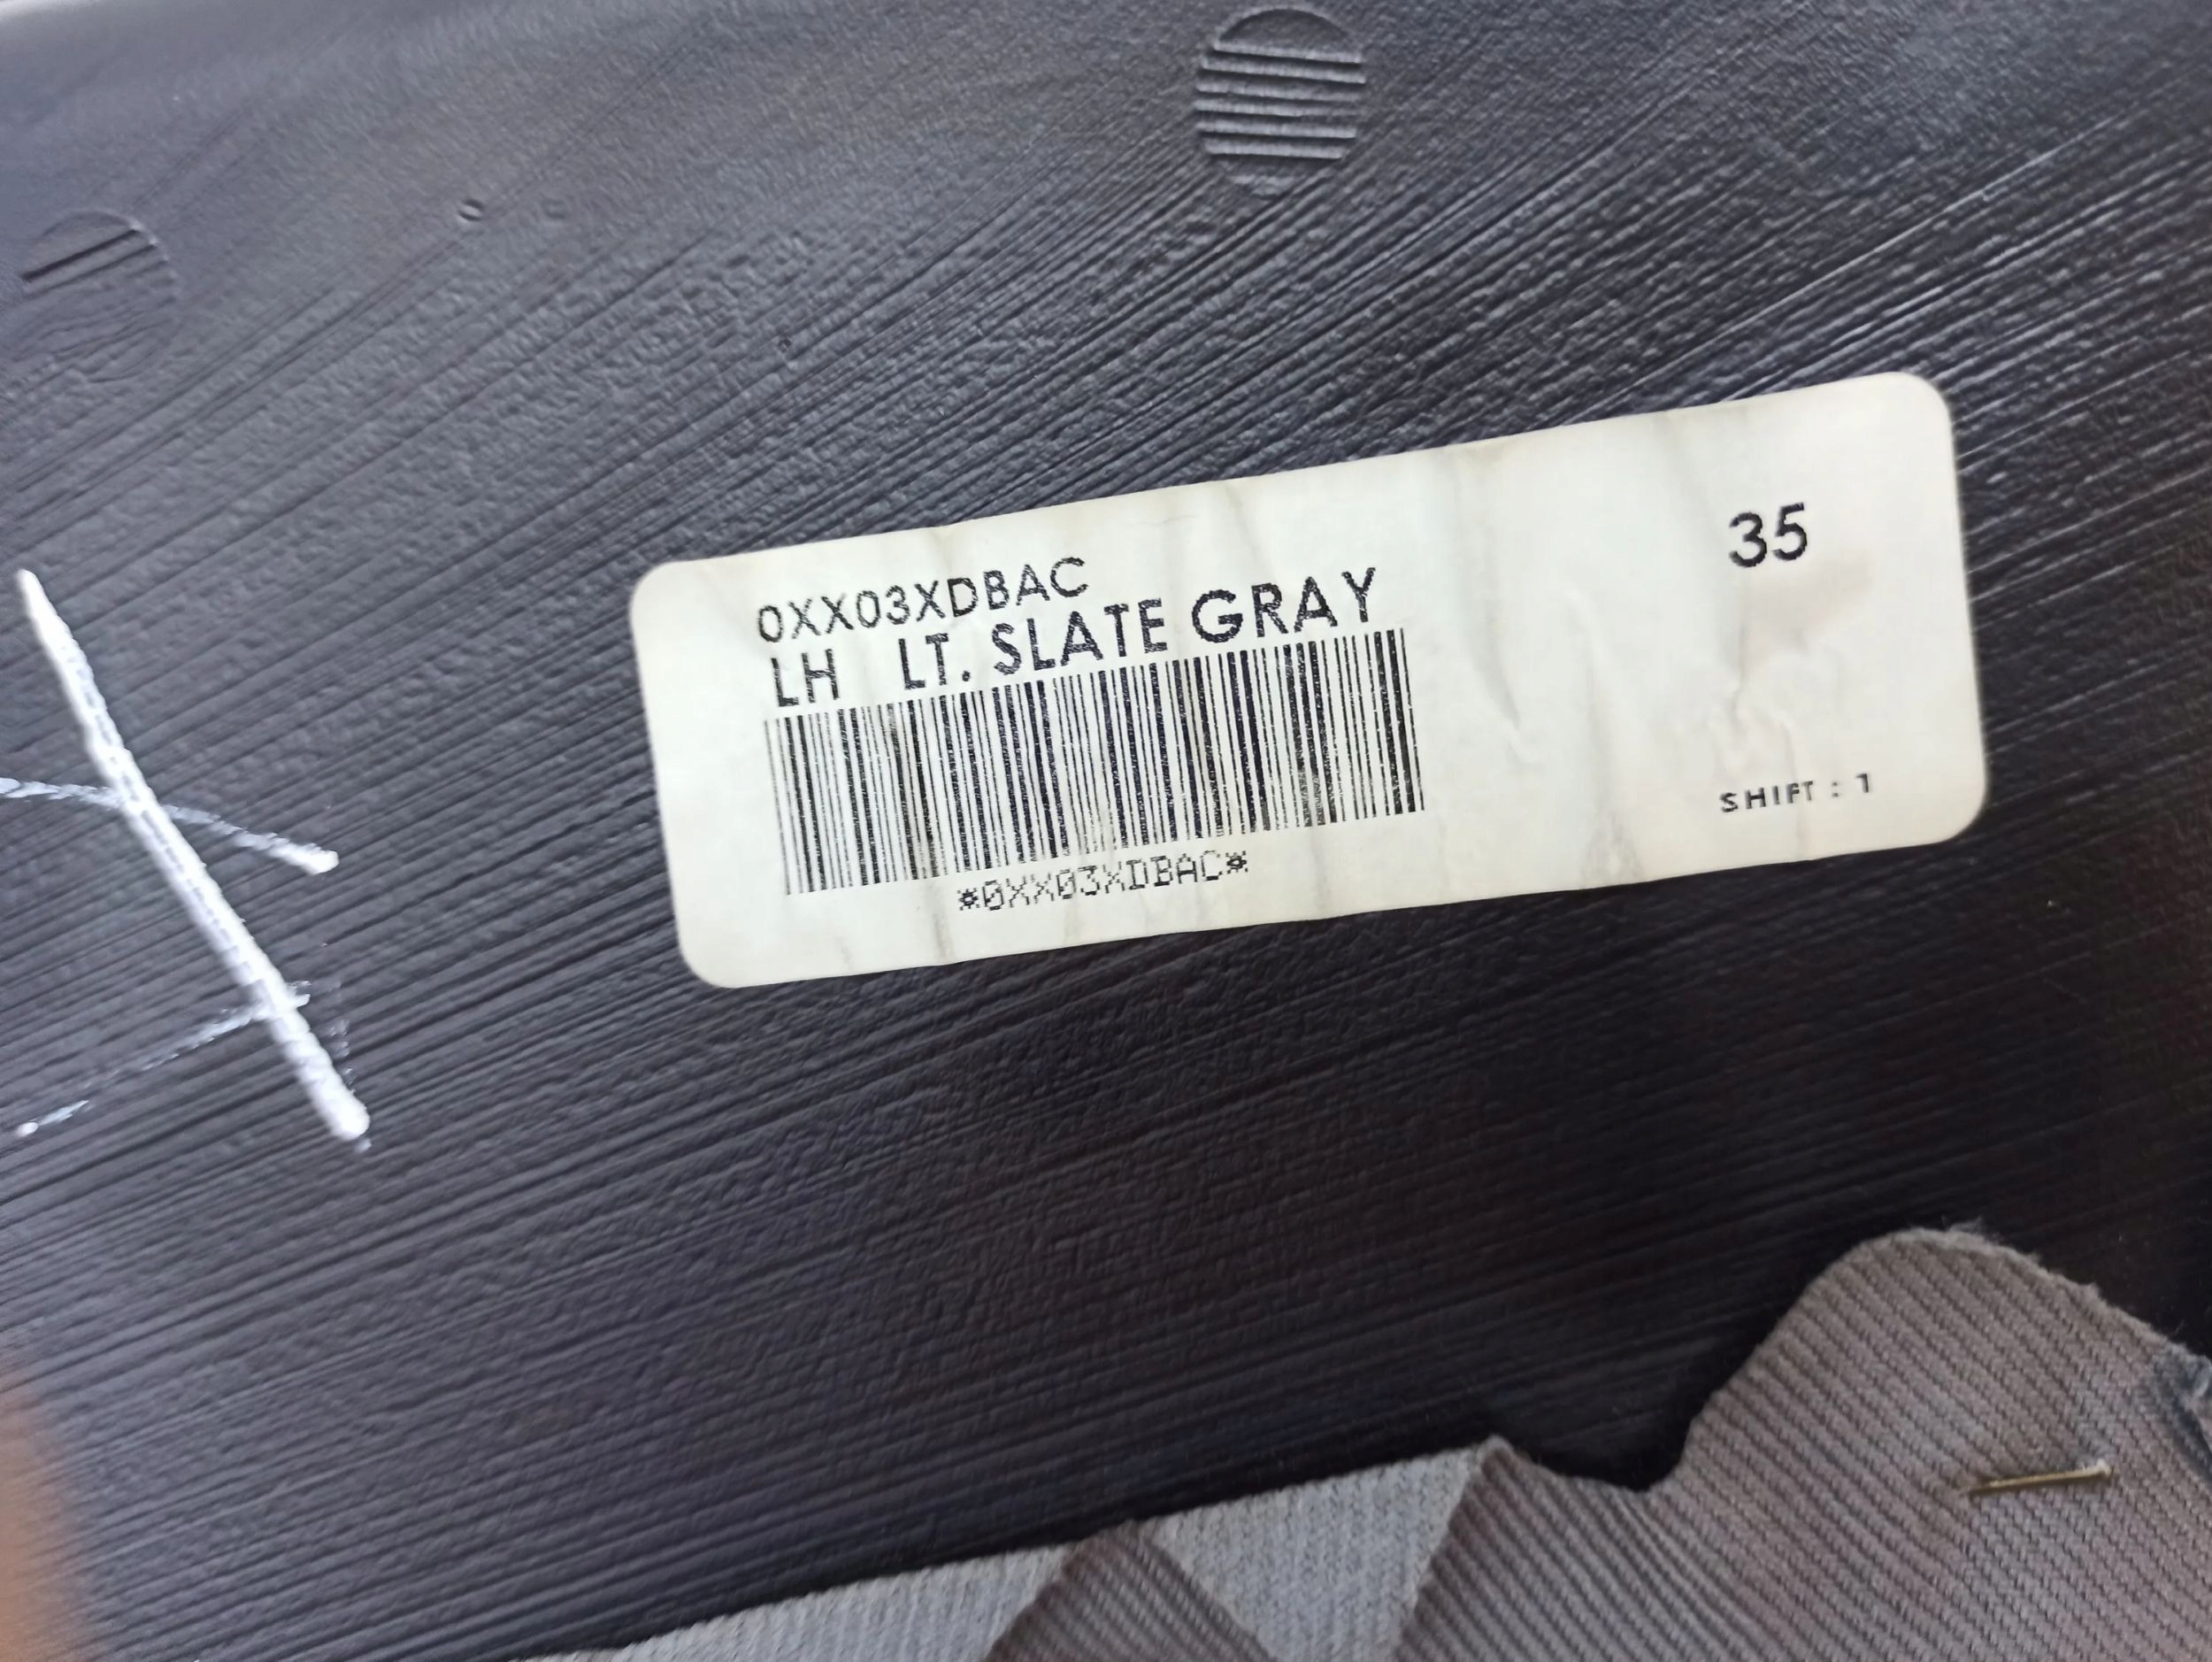 0XX03XDBAC
LH LT. SLATE GRAY
35
*0XX03XDBAC*
SHIFT : 1